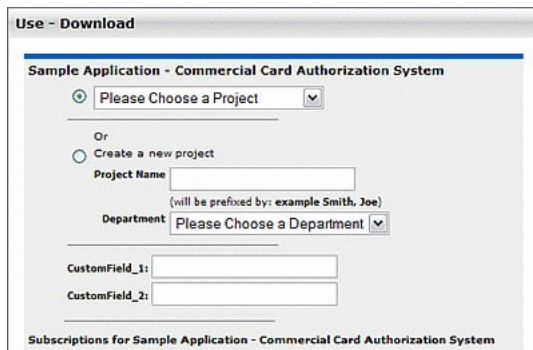 Use - Download
Sample Application - Commercial Card Authorization System
Please Choose a Project
Or
Create a new project
Project Name
(will be prefixed by: example Smith, Joe)
Department Please Choose a Department
CustomField_1:
CustomField_2:
Subscriptions for Sample Application - Commercial Card Authorization System